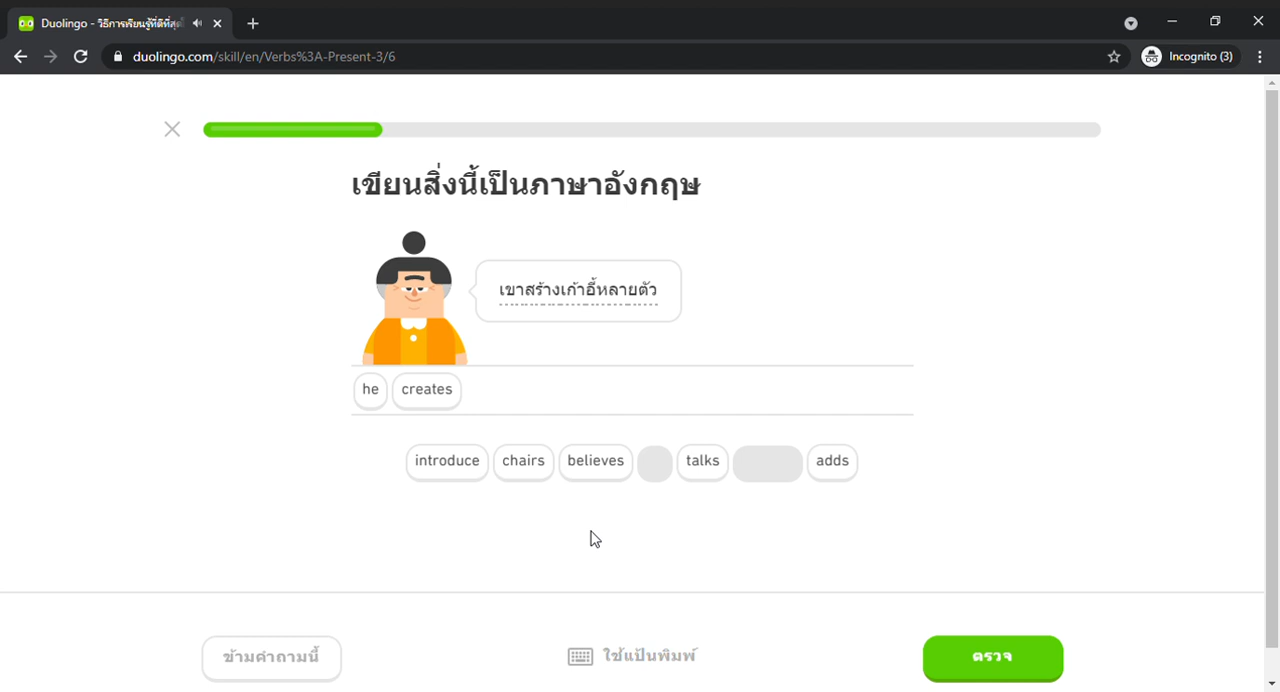 Duolingo - วิธีการเรียนรู้ที่ดีที่สุด
duolingo.com/skill/en/Verbs%3A-Present-3/6
Incognito (3)
เขียนสิ่งนี้เป็นภาษาอังกฤษ
เขาสร้างเก้าอี้หลายตัว
he creates
introduce chairs believes talks adds
ข้ามคำถามนี้ ใช้แป้นพิมพ์ ตรวจ